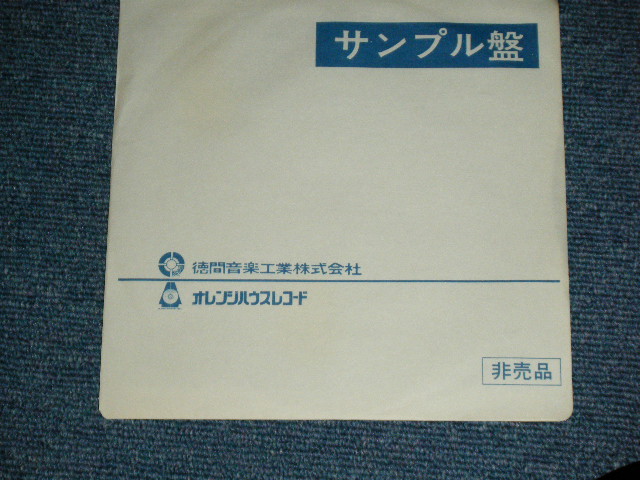 サンプル盤
徳間音楽工業株式会社
オレンジハウスレコード
非売品